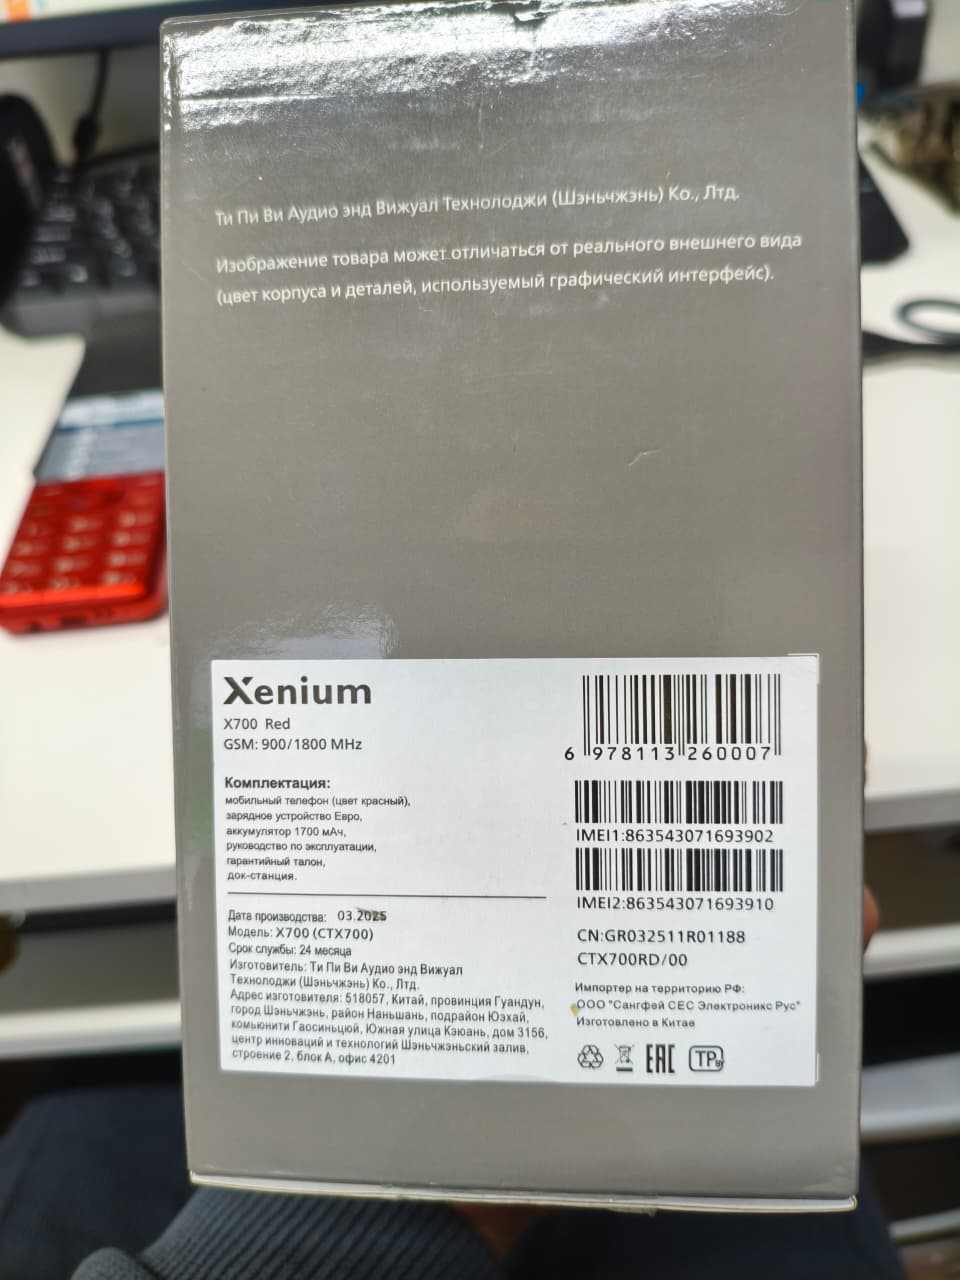 Ти Пи Ви Аудио энд Вижуал Технолоджи (Шэньчжэнь) Ко., Лтд.
Изображение товара может отличаться от реального внешнего вида
(цвет корпуса и деталей, используемый графический интерфейс).
Xenium
X700 Red
GSM: 900/1800 MHz
Комплектация:
мобильный телефон (цвет красный),
зарядное устройство Евро,
аккумулятор 1700 мАч,
руководство по эксплуатации,
гарантийный талон,
док-станция.
Дата производства: 03.2025
Модель: X700 (CTX700)
Срок службы: 24 месяца
Изготовитель: Ти Пи Ви Аудио энд Вижуал
Технолоджи (Шэньчжэнь) Ко., Лтд.
Адрес изготовителя: 518057, Китай, провинция Гуандун,
город Шэньчжэнь, район Наньшань, подрайон Юэхай,
комьюнити Гаосиньцюй, Южная улица Кэюань, дом 3156,
центр инноваций и технологий Шэньчжэньский залив,
строение 2, блок А, офис 4201
6 978113 260007
IMEI1:863543071693902
IMEI2:863543071693910
CN:GR032511R01188
CTX700RD/00
Импортер на территорию РФ:
ООО "Сангфей СЕС Электроникс Рус"
Изготовлено в Китае
EAC
TP